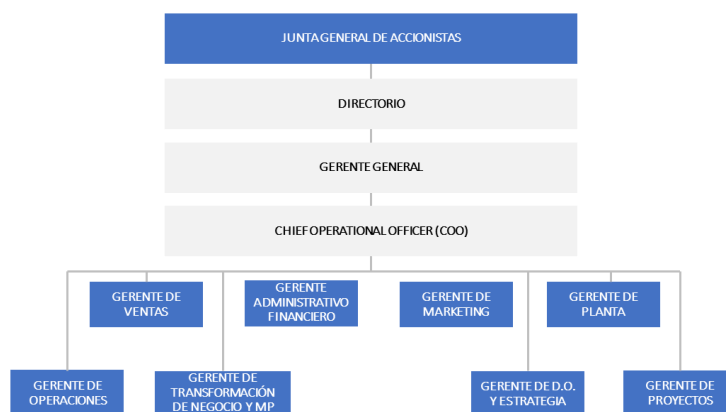 JUNTA GENERAL DE ACCIONISTAS
DIRECTORIO
GERENTE GENERAL
CHIEF OPERATIONAL OFFICER (COO)
GERENTE DE
VENTAS
GERENTE
ADMINISTRATIVO
FINANCIERO
GERENTE DE
MARKETING
GERENTE DE
PLANTA
GERENTE DE
OPERACIONES
GERENTE DE
TRANSFORMACIÓN
DE NEGOCIO Y MP
GERENTE DE D.O.
Y ESTRATEGIA
GERENTE DE
PROYECTOS